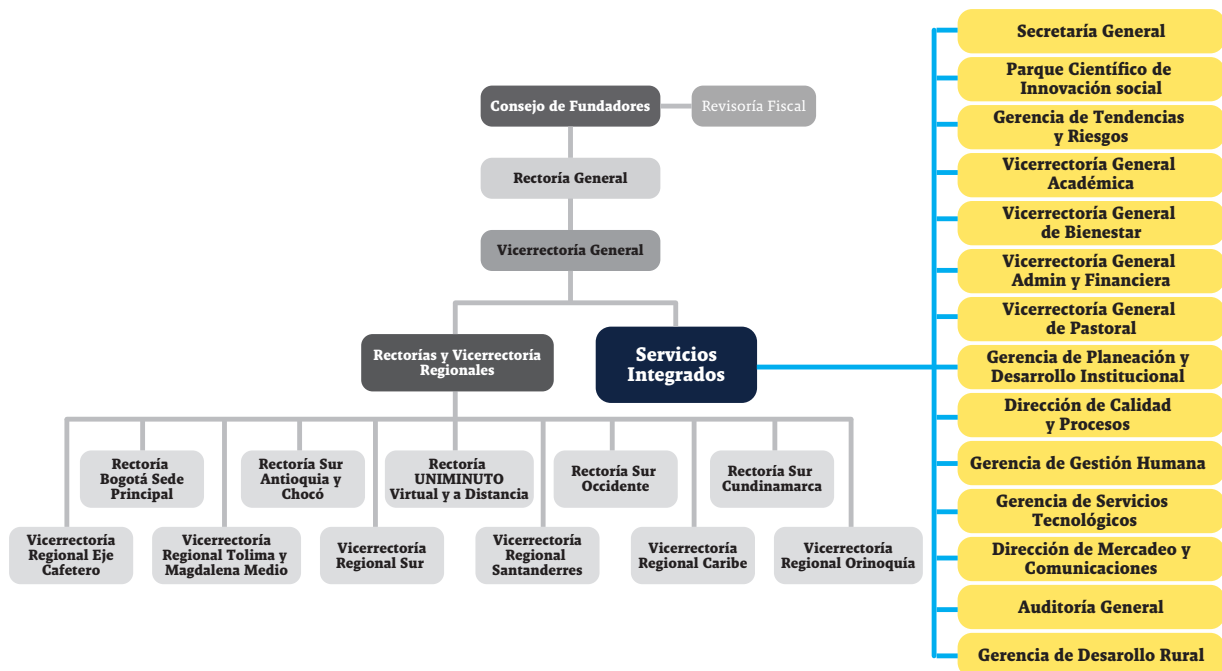 Consejo de Fundadores
Revisoría Fiscal
Rectoría General
Vicerrectoría General
Rectorías y Vicerrectoría
Regionales
Servicios
Integrados
Rectoría
Bogotá Sede
Principal
Rectoría Sur
Antioquia y
Chocó
Rectoría
UNIMINUTO
Virtual y a Distancia
Rectoría Sur
Occidente
Rectoría Sur
Cundinamarca
Vicerrectoría
Regional Eje
Cafetero
Vicerrectoría
Regional Tolima y
Magdalena Medio
Vicerrectoría
Regional Sur
Vicerrectoría
Regional
Santanderres
Vicerrectoría
Regional Caribe
Vicerrectoría
Regional Orinoquía
Secretaría General
Parque Científico de
Innovación social
Gerencia de Tendencias
y Riesgos
Vicerrectoría General
Académica
Vicerrectoría General
de Bienestar
Vicerrectoría General
Admin y Financiera
Vicerrectoría General
de Pastoral
Gerencia de Planeación y
Desarrollo Institucional
Dirección de Calidad
y Procesos
Gerencia de Gestión Humana
Gerencia de Servicios
Tecnológicos
Dirección de Mercadeo y
Comunicaciones
Auditoría General
Gerencia de Desarollo Rural